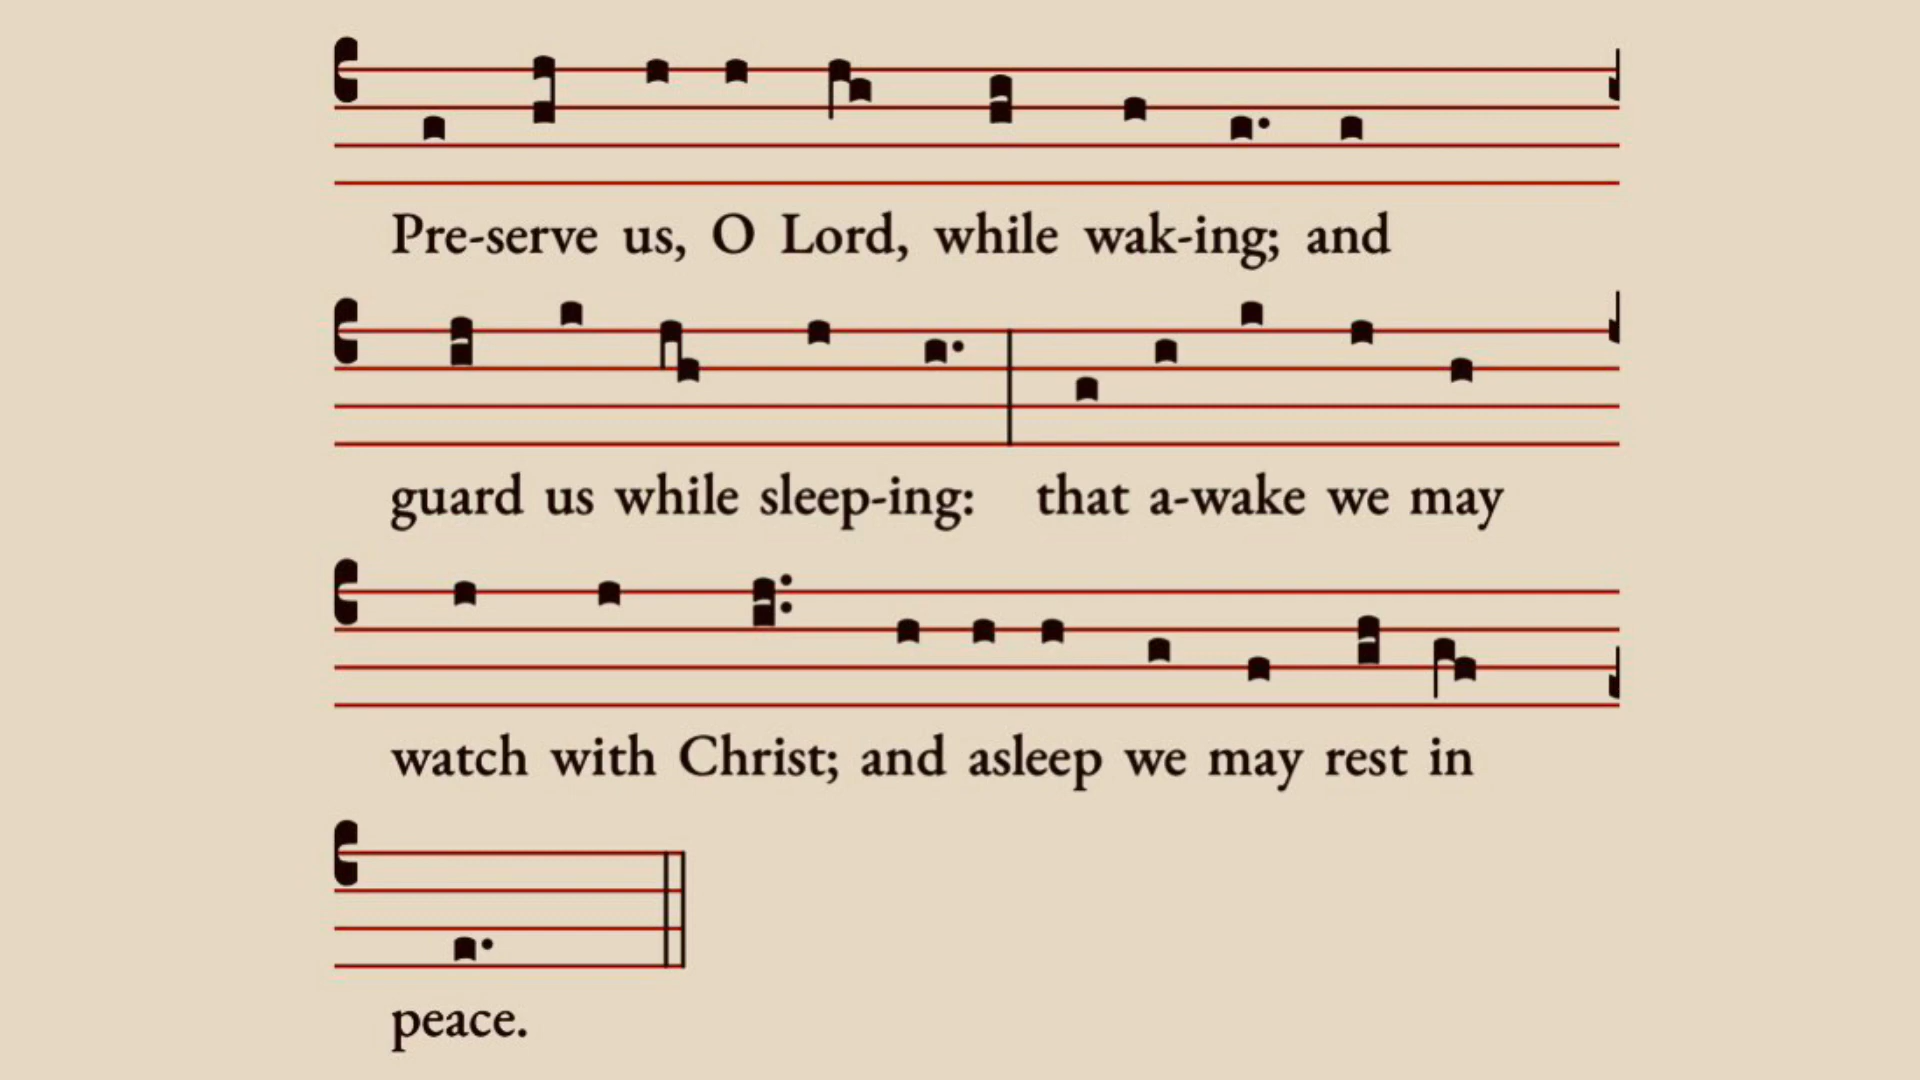 Pre-serve us, O Lord, while wak-ing; and
guard us while sleep-ing: that a-wake we may
watch with Christ; and asleep we may rest in
peace.